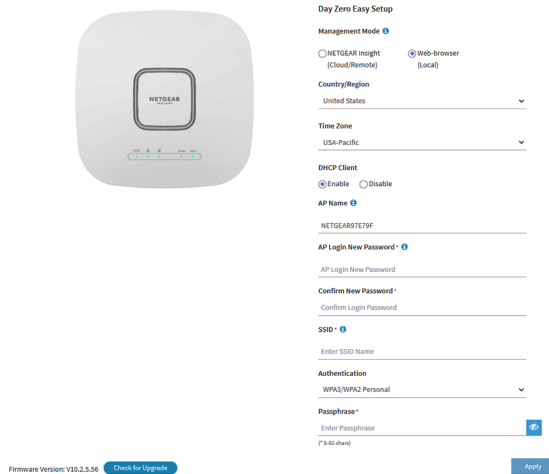 Day Zero Easy Setup
Management Mode
NETGEAR Insight
(Cloud/Remote)
Web-browser
(Local)
Country/Region
United States
Time Zone
USA-Pacific
DHCP Client
Enable
Disable
AP Name
NETGEAR97E79F
AP Login New Password*
AP Login New Password
Confirm New Password*
Confirm Login Password
SSID*
Enter SSID Name
Authentication
WPA3/WPA2 Personal
Passphrase*
Enter Passphrase
(* 8-63 chars)
Apply
NETGEAR
Firmware Version: V10.2.5.56
Check for Upgrade